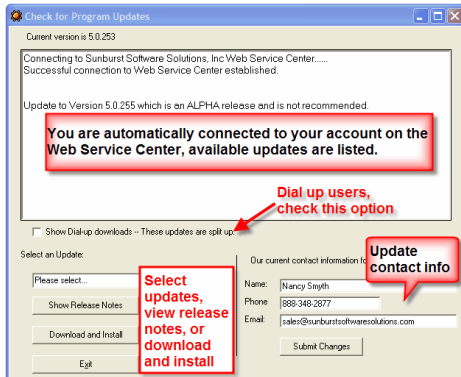 Check for Program Updates
Current version is 5.0.253
Connecting to Sunburst Software Solutions, Inc Web Service Center......
Successful connection to Web Service Center established.
Update to Version 5.0.255 which is an ALPHA release and is not recommended.
You are automatically connected to your account on the
Web Service Center, available updates are listed.
Dial up users,
check this option
Show Dial-up downloads -- These updates are split up.
Select an Update:
Our current contact information fo
Update
contact info
Please select...
Select
updates,
view release
notes, or
download
and install
Name:
Nancy Smyth
Show Release Notes
Phone
888-348-2877
Email:
sales@sunburstsoftwaresolutions.com
Download and Install
Submit Changes
Exit